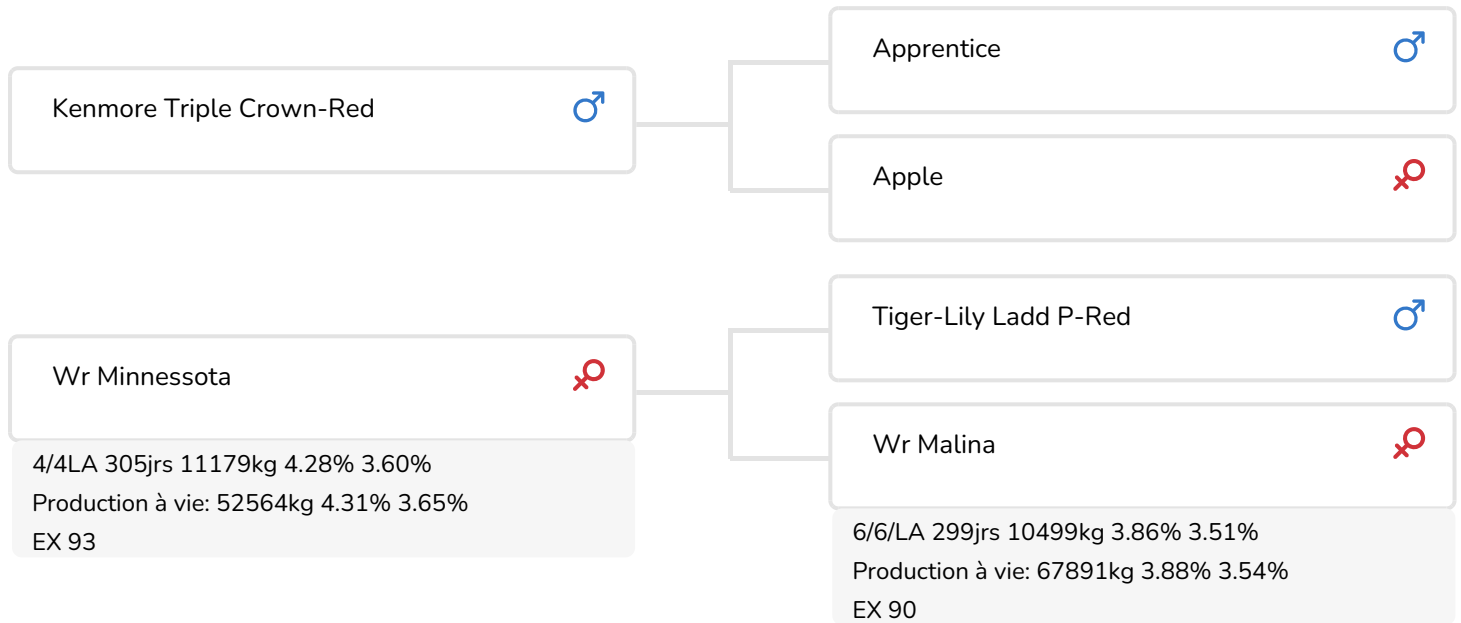 Apprentice
Kenmore Triple Crown-Red
Apple
Tiger-Lily Ladd P-Red
Wr Minnessota
4/4LA 305jrs 11179kg 4.28% 3.60%
Production à vie: 52564kg 4.31% 3.65%
EX 93
Wr Malina
6/6/LA 299jrs 10499kg 3.86% 3.51%
Production à vie: 67891kg 3.88% 3.54%
EX 90